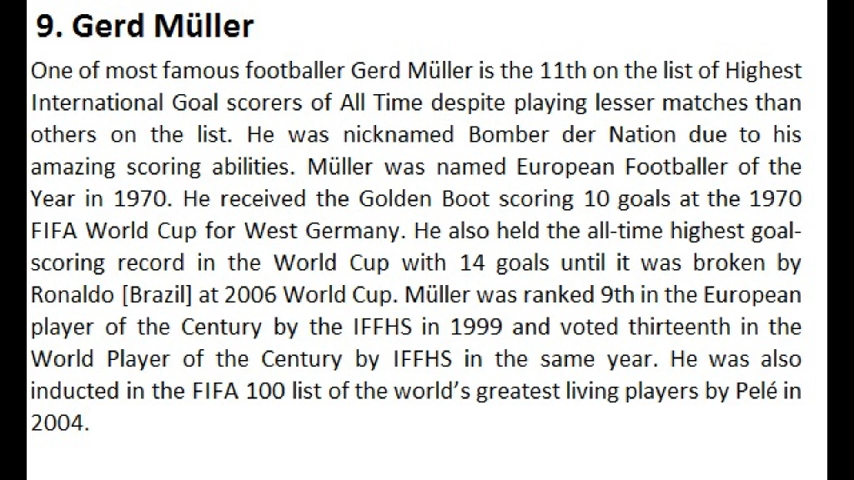 9. Gerd Müller
One of most famous footballer Gerd Müller is the 11th on the list of Highest
International Goal scorers of All Time despite playing lesser matches than
others on the list. He was nicknamed Bomber der Nation due to his
amazing scoring abilities. Müller was named European Footballer of the
Year in 1970. He received the Golden Boot scoring 10 goals at the 1970
FIFA World Cup for West Germany. He also held the all-time highest goal-
scoring record in the World Cup with 14 goals until it was broken by
Ronaldo [Brazil] at 2006 World Cup. Müller was ranked 9th in the European
player of the Century by the IFFHS in 1999 and voted thirteenth in the
World Player of the Century by IFFHS in the same year. He was also
inducted in the FIFA 100 list of the world’s greatest living players by Pelé in
2004.